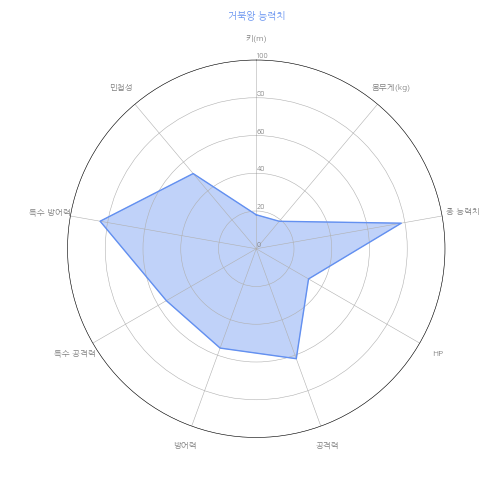 거북왕 능력치
키(m)
100
민첩성
몸무게(kg)
80
60
40
특수 방어력
20
총 능력치
0
특수 공격력
HP
방어력
공격력